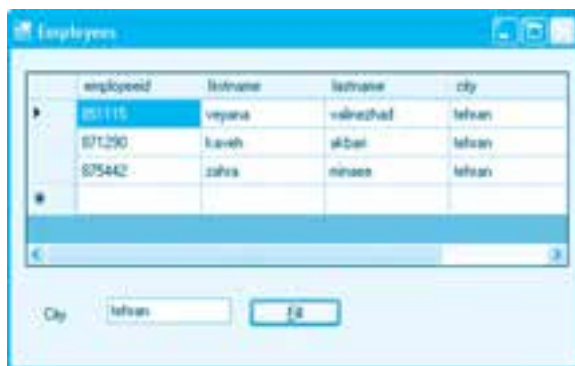 Employees
employeeid firstname lastname city
851115 veyana valinezhad tehran
871290 kaveh akbari tehran
875442 zahra minaee tehran
City tehran Fill